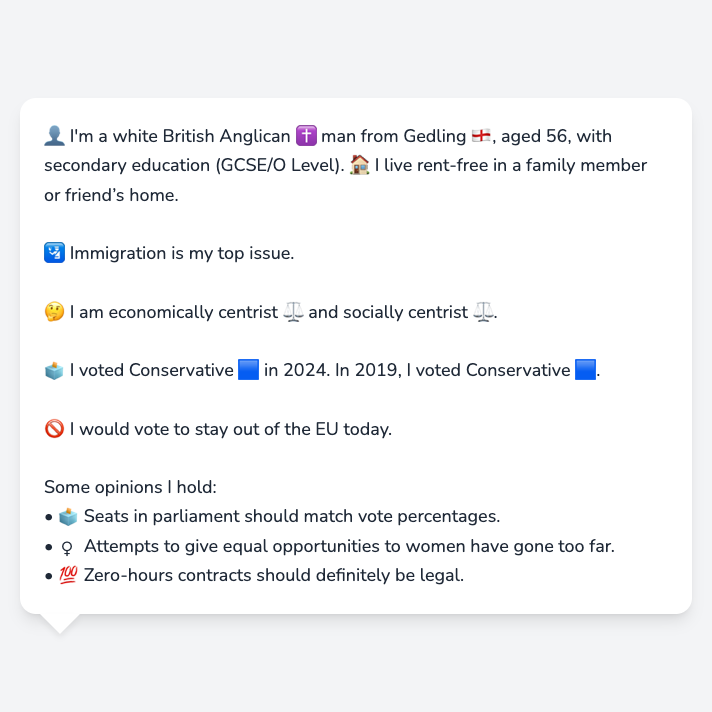 👤 I'm a white British Anglican ✝️ man from Gedling 🏴󠁧󠁢󠁥󠁮󠁧󠁿, aged 56, with
secondary education (GCSE/O Level). 🏠 I live rent-free in a family member
or friend’s home.
🛂 Immigration is my top issue.
🤔 I am economically centrist ⚖️ and socially centrist ⚖️.
🗳️ I voted Conservative 🟦 in 2024. In 2019, I voted Conservative 🟦.
🚫 I would vote to stay out of the EU today.
Some opinions I hold:
• 🗳️ Seats in parliament should match vote percentages.
• ♀ Attempts to give equal opportunities to women have gone too far.
• 💯 Zero-hours contracts should definitely be legal.